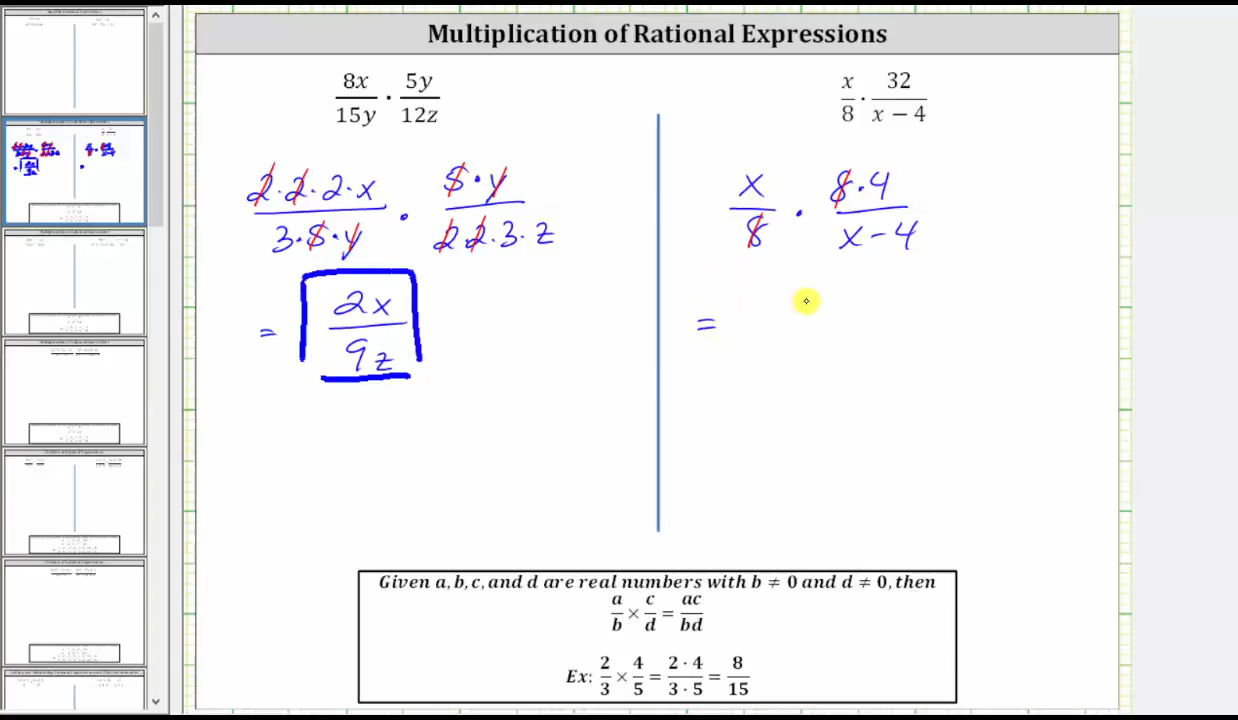 Multiplication of Rational Expressions
8x/15y · 5y/12z
x/8 · 32/(x − 4)
2·2·2·x/3·5·y · 5·y/2·2·3·z
x/8 · 8·4/x−4
= 2x/9z
=
Given a, b, c, and d are real numbers with b ≠ 0 and d ≠ 0, then
a/b × c/d = ac/bd
Ex: 2/3 × 4/5 = 2·4/3·5 = 8/15